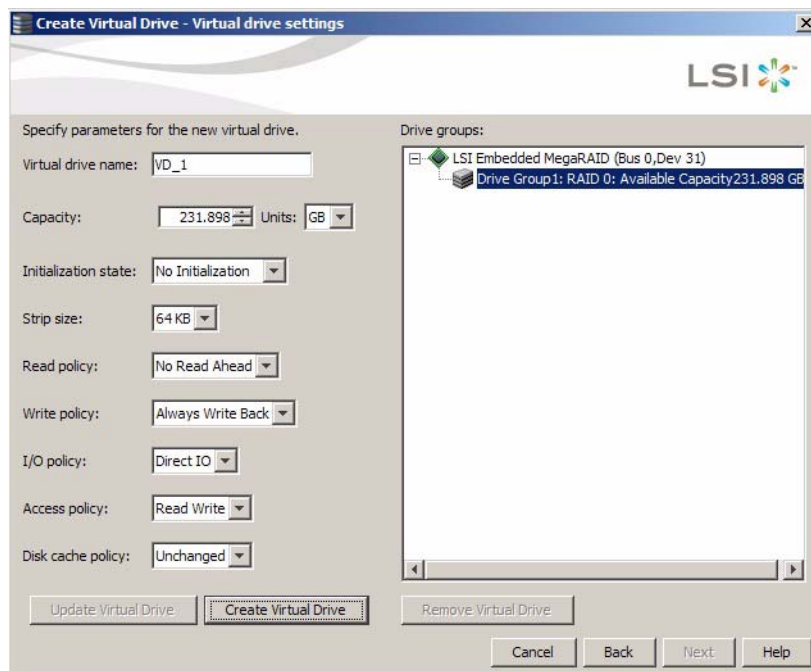 Create Virtual Drive - Virtual drive settings
LSI
Specify parameters for the new virtual drive.
Virtual drive name: VD_1
Capacity: 231.898 Units: GB
Initialization state: No Initialization
Strip size: 64 KB
Read policy: No Read Ahead
Write policy: Always Write Back
I/O policy: Direct IO
Access policy: Read Write
Disk cache policy: Unchanged
Update Virtual Drive Create Virtual Drive
Drive groups:
LSI Embedded MegaRAID (Bus 0,Dev 31)
Drive Group1: RAID 0: Available Capacity231.898 GB
Remove Virtual Drive
Cancel Back Next Help